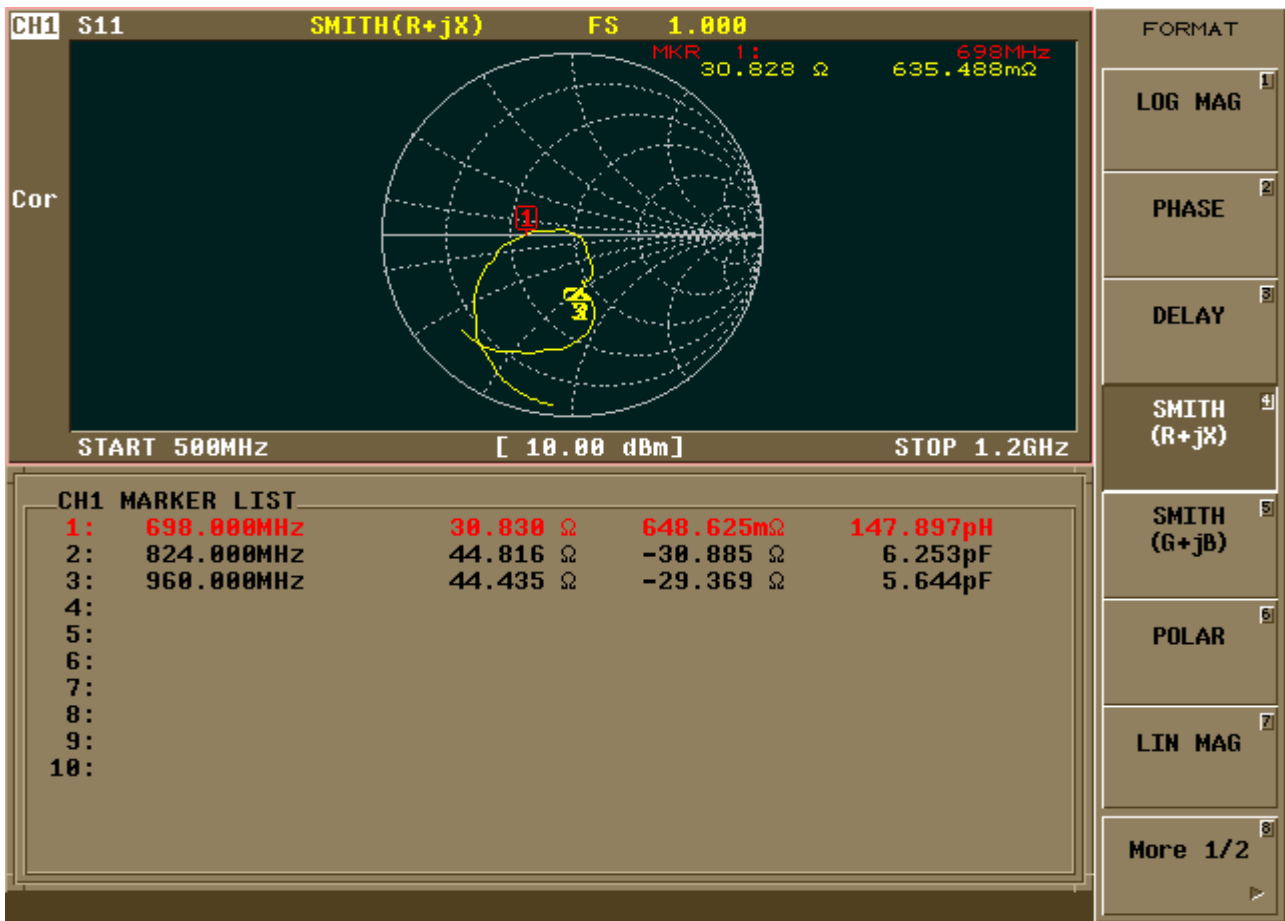 CH1 S11 SMITH(R+jX) FS 1.000
MKR 1: 698MHz
30.828 Ω 635.488mΩ
Cor
1
3
START 500MHz [ 10.00 dBm] STOP 1.2GHz
CH1 MARKER LIST
1: 698.000MHz 30.830 Ω 648.625mΩ 147.897pH
2: 824.000MHz 44.816 Ω -30.885 Ω 6.253pF
3: 960.000MHz 44.435 Ω -29.369 Ω 5.644pF
4:
5:
6:
7:
8:
9:
10:
FORMAT
1
LOG MAG
2
PHASE
3
DELAY
4
SMITH
(R+jX)
5
SMITH
(G+jB)
6
POLAR
7
LIN MAG
8
More 1/2